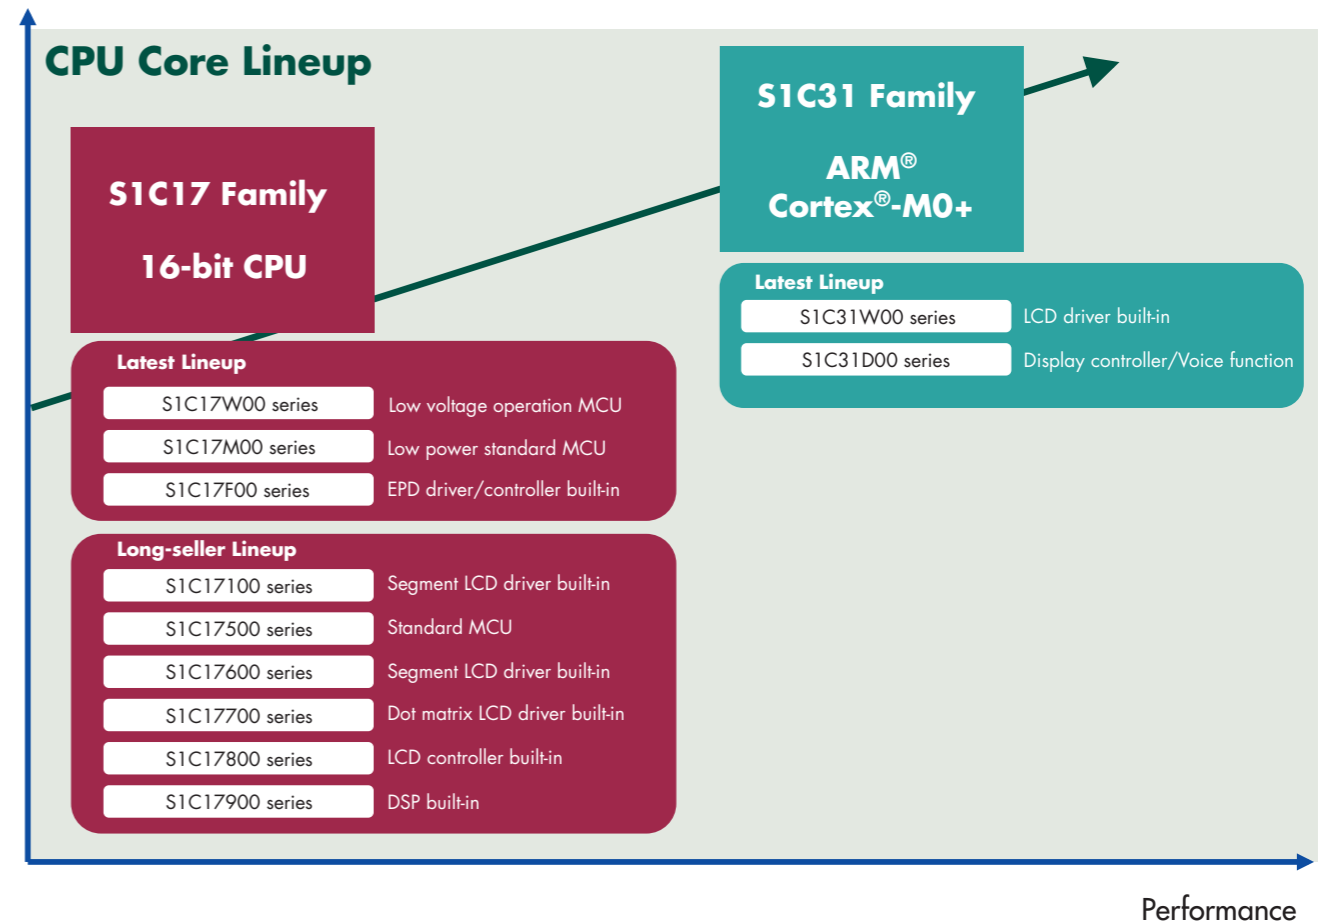 CPU Core Lineup
S1C17 Family
16-bit CPU
Latest Lineup
S1C17W00 series Low voltage operation MCU
S1C17M00 series Low power standard MCU
S1C17F00 series EPD driver/controller built-in
Long-seller Lineup
S1C17100 series Segment LCD driver built-in
S1C17500 series Standard MCU
S1C17600 series Segment LCD driver built-in
S1C17700 series Dot matrix LCD driver built-in
S1C17800 series LCD controller built-in
S1C17900 series DSP built-in
S1C31 Family
ARM®
Cortex®-M0+
Latest Lineup
S1C31W00 series LCD driver built-in
S1C31D00 series Display controller/Voice function
Performance